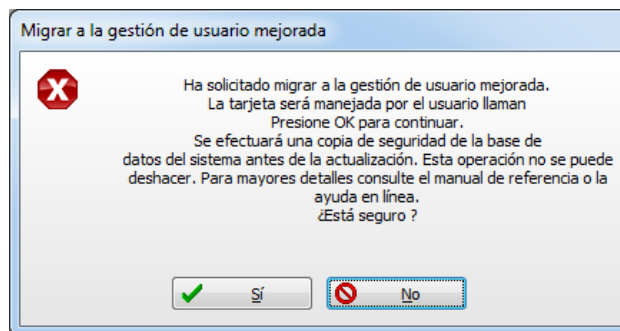 Migrar a la gestión de usuario mejorada
Ha solicitado migrar a la gestión de usuario mejorada.
La tarjeta será manejada por el usuario llaman
Presione OK para continuar.
Se efectuará una copia de seguridad de la base de
datos del sistema antes de la actualización. Esta operación no se puede
deshacer. Para mayores detalles consulte el manual de referencia o la
ayuda en línea.
¿Está seguro ?
Sí
No